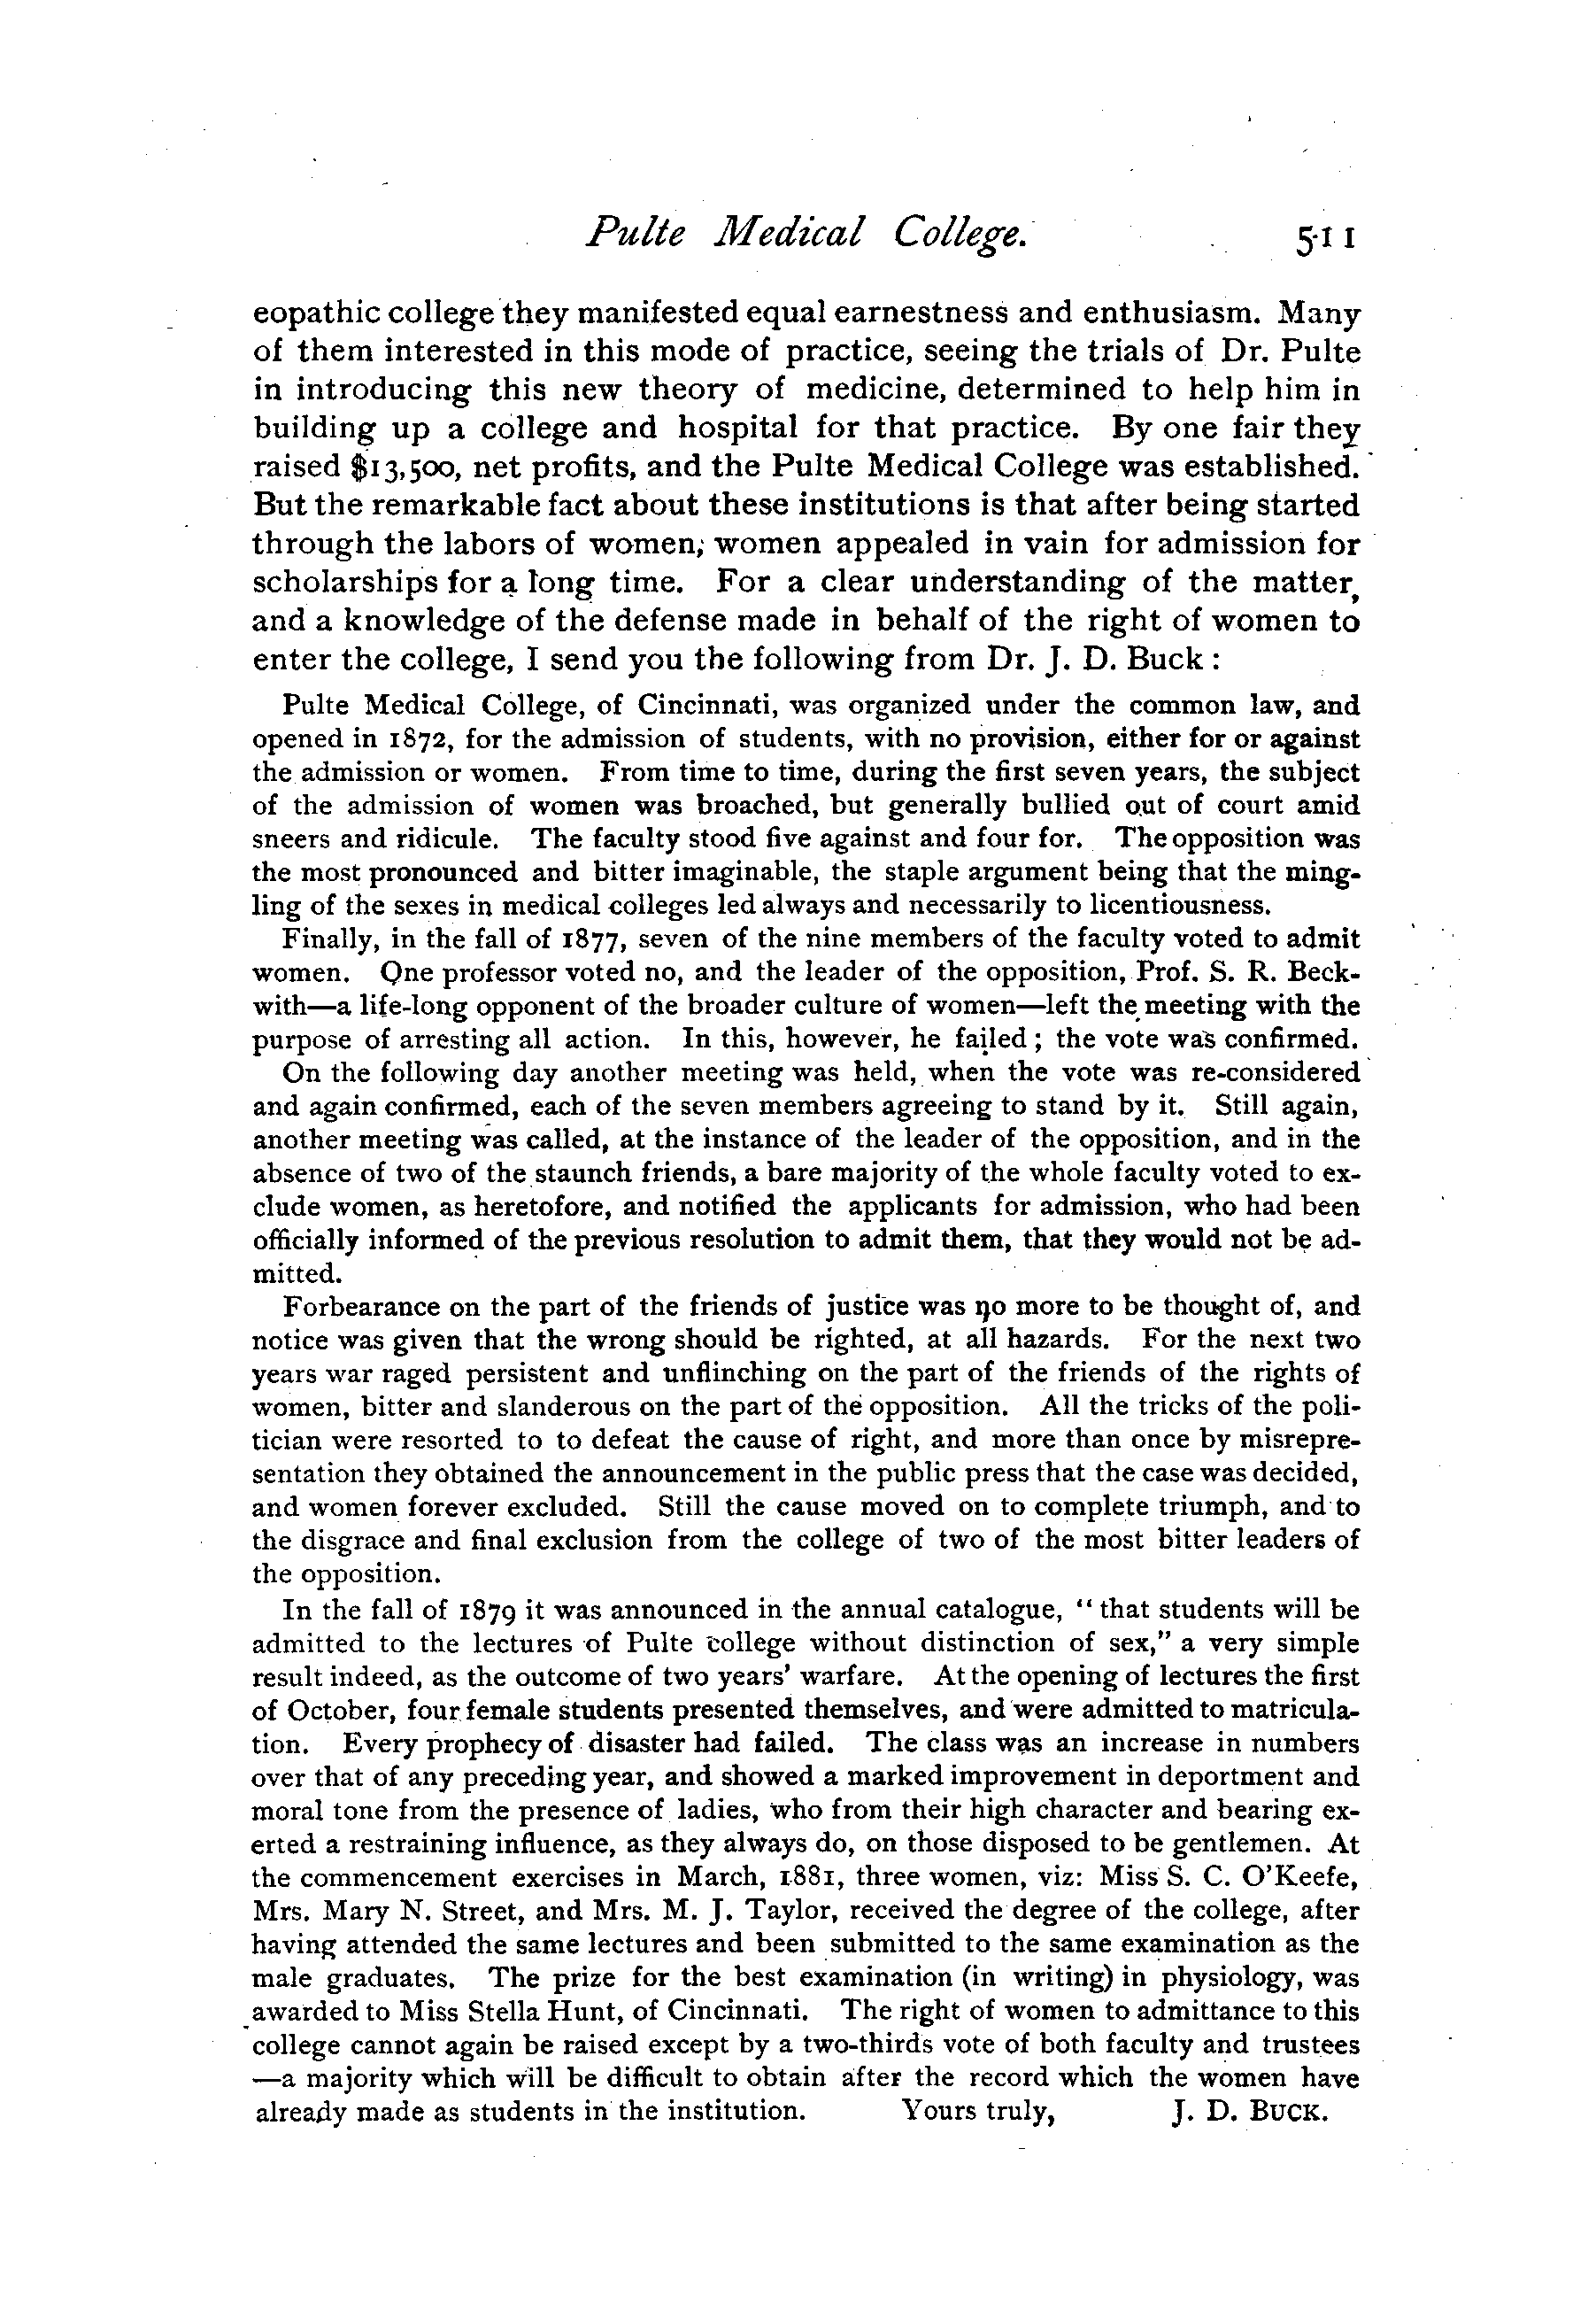 Pulte Medical College. 511
eopathic college they manifested equal earnestness and enthusiasm. Many
of them interested in this mode of practice, seeing the trials of Dr. Pulte
in introducing this new theory of medicine, determined to help him in
building up a college and hospital for that practice. By one fair they
raised $13,500, net profits, and the Pulte Medical College was established.
But the remarkable fact about these institutions is that after being started
through the labors of women, women appealed in vain for admission for
scholarships for a long time. For a clear understanding of the matter,
and a knowledge of the defense made in behalf of the right of women to
enter the college, I send you the following from Dr. J. D. Buck :
Pulte Medical College, of Cincinnati, was organized under the common law, and
opened in 1872, for the admission of students, with no provision, either for or against
the admission or women. From time to time, during the first seven years, the subject
of the admission of women was broached, but generally bullied out of court amid
sneers and ridicule. The faculty stood five against and four for. The opposition was
the most pronounced and bitter imaginable, the staple argument being that the ming-
ling of the sexes in medical colleges led always and necessarily to licentiousness.
Finally, in the fall of 1877, seven of the nine members of the faculty voted to admit
women. One professor voted no, and the leader of the opposition, Prof. S. R. Beck-
with—a life-long opponent of the broader culture of women—left the meeting with the
purpose of arresting all action. In this, however, he failed ; the vote was confirmed.
On the following day another meeting was held, when the vote was re-considered
and again confirmed, each of the seven members agreeing to stand by it. Still again,
another meeting was called, at the instance of the leader of the opposition, and in the
absence of two of the staunch friends, a bare majority of the whole faculty voted to ex-
clude women, as heretofore, and notified the applicants for admission, who had been
officially informed of the previous resolution to admit them, that they would not be ad-
mitted.
Forbearance on the part of the friends of justice was no more to be thought of, and
notice was given that the wrong should be righted, at all hazards. For the next two
years war raged persistent and unflinching on the part of the friends of the rights of
women, bitter and slanderous on the part of the opposition. All the tricks of the poli-
tician were resorted to to defeat the cause of right, and more than once by misrepre-
sentation they obtained the announcement in the public press that the case was decided,
and women forever excluded. Still the cause moved on to complete triumph, and to
the disgrace and final exclusion from the college of two of the most bitter leaders of
the opposition.
In the fall of 1879 it was announced in the annual catalogue, “ that students will be
admitted to the lectures of Pulte college without distinction of sex,” a very simple
result indeed, as the outcome of two years’ warfare. At the opening of lectures the first
of October, four female students presented themselves, and were admitted to matricula-
tion. Every prophecy of disaster had failed. The class was an increase in numbers
over that of any preceding year, and showed a marked improvement in deportment and
moral tone from the presence of ladies, who from their high character and bearing ex-
erted a restraining influence, as they always do, on those disposed to be gentlemen. At
the commencement exercises in March, 1881, three women, viz: Miss S. C. O’Keefe,
Mrs. Mary N. Street, and Mrs. M. J. Taylor, received the degree of the college, after
having attended the same lectures and been submitted to the same examination as the
male graduates. The prize for the best examination (in writing) in physiology, was
awarded to Miss Stella Hunt, of Cincinnati. The right of women to admittance to this
college cannot again be raised except by a two-thirds vote of both faculty and trustees
—a majority which will be difficult to obtain after the record which the women have
already made as students in the institution. Yours truly, J. D. BUCK.